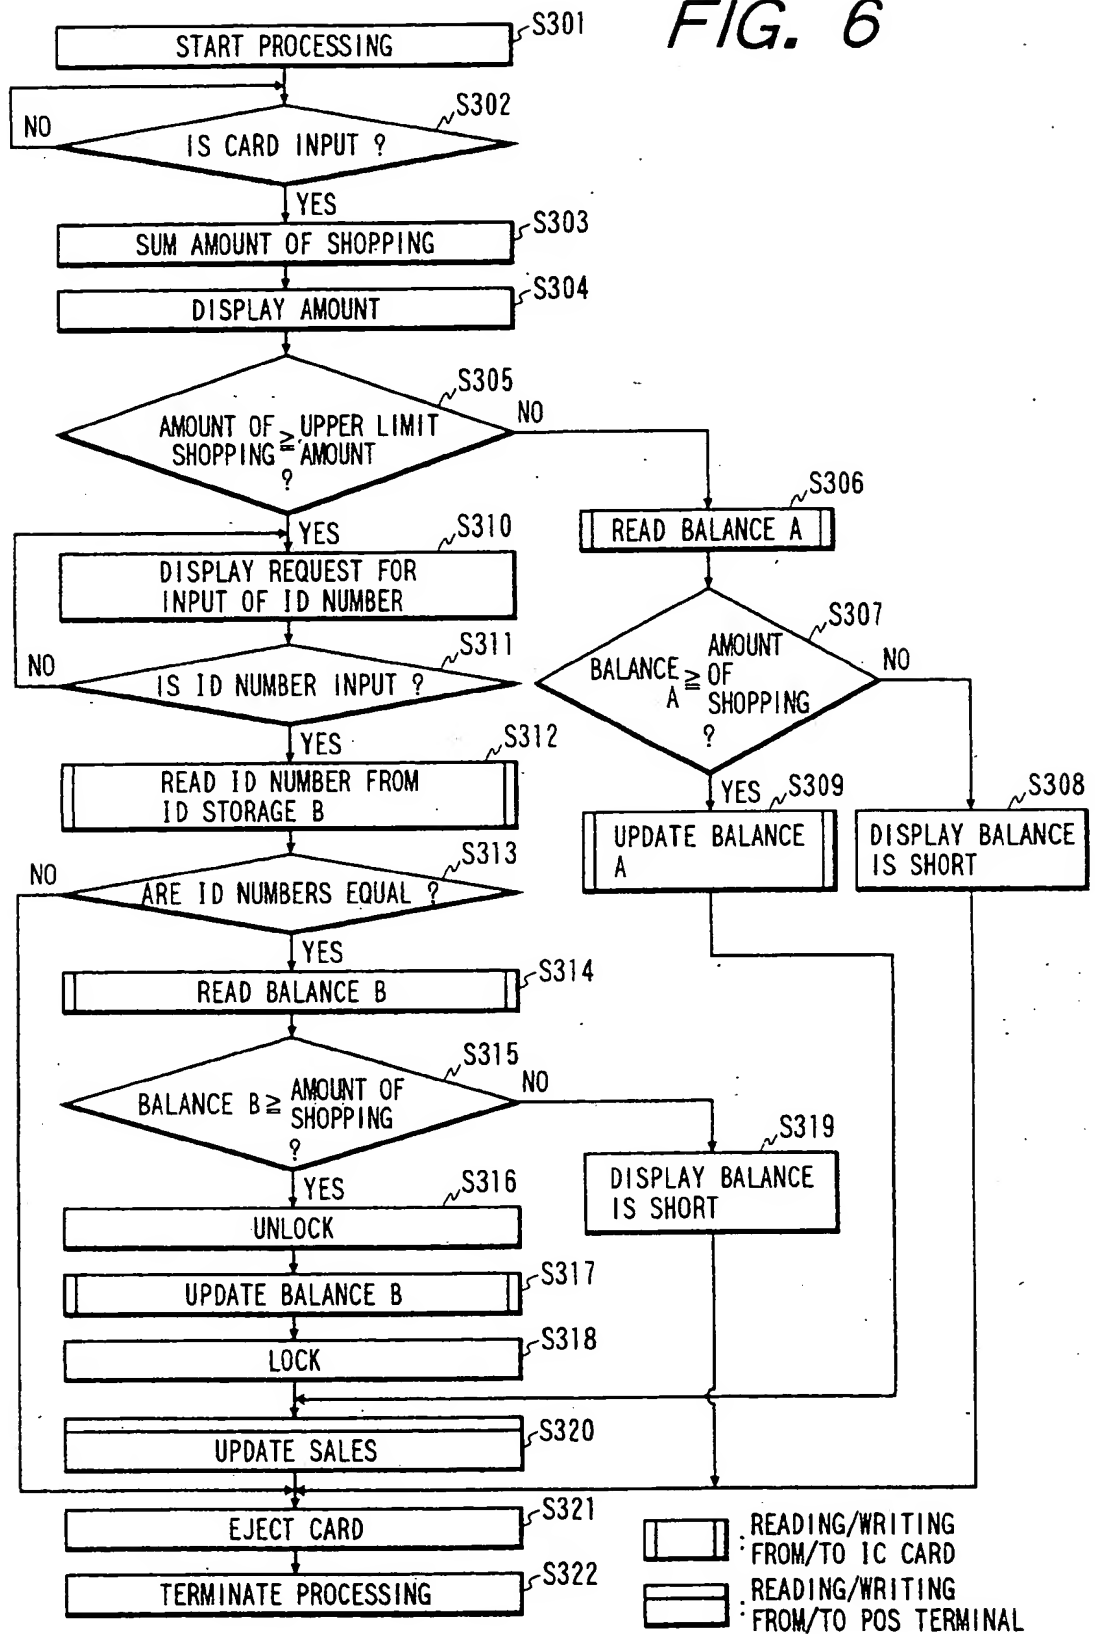 FIG. 6
START PROCESSING
S301
NO
IS CARD INPUT ?
S302
YES
SUM AMOUNT OF SHOPPING
S303
DISPLAY AMOUNT
S304
S305
AMOUNT OF ≧ UPPER LIMIT
SHOPPING AMOUNT
?
NO
YES
S306
READ BALANCE A
S310
DISPLAY REQUEST FOR
INPUT OF ID NUMBER
S307
AMOUNT
BALANCE ≧ OF
A SHOPPING
?
NO
S311
NO
IS ID NUMBER INPUT ?
YES
S312
READ ID NUMBER FROM
ID STORAGE B
YES
S309
UPDATE BALANCE
A
S308
DISPLAY BALANCE
IS SHORT
S313
NO
ARE ID NUMBERS EQUAL ?
YES
READ BALANCE B
S314
S315
BALANCE B ≧ AMOUNT OF
SHOPPING
?
NO
S319
DISPLAY BALANCE
IS SHORT
YES
S316
UNLOCK
UPDATE BALANCE B
S317
LOCK
S318
UPDATE SALES
S320
EJECT CARD
S321
TERMINATE PROCESSING
S322
: READING/WRITING
FROM/TO IC CARD
: READING/WRITING
FROM/TO POS TERMINAL